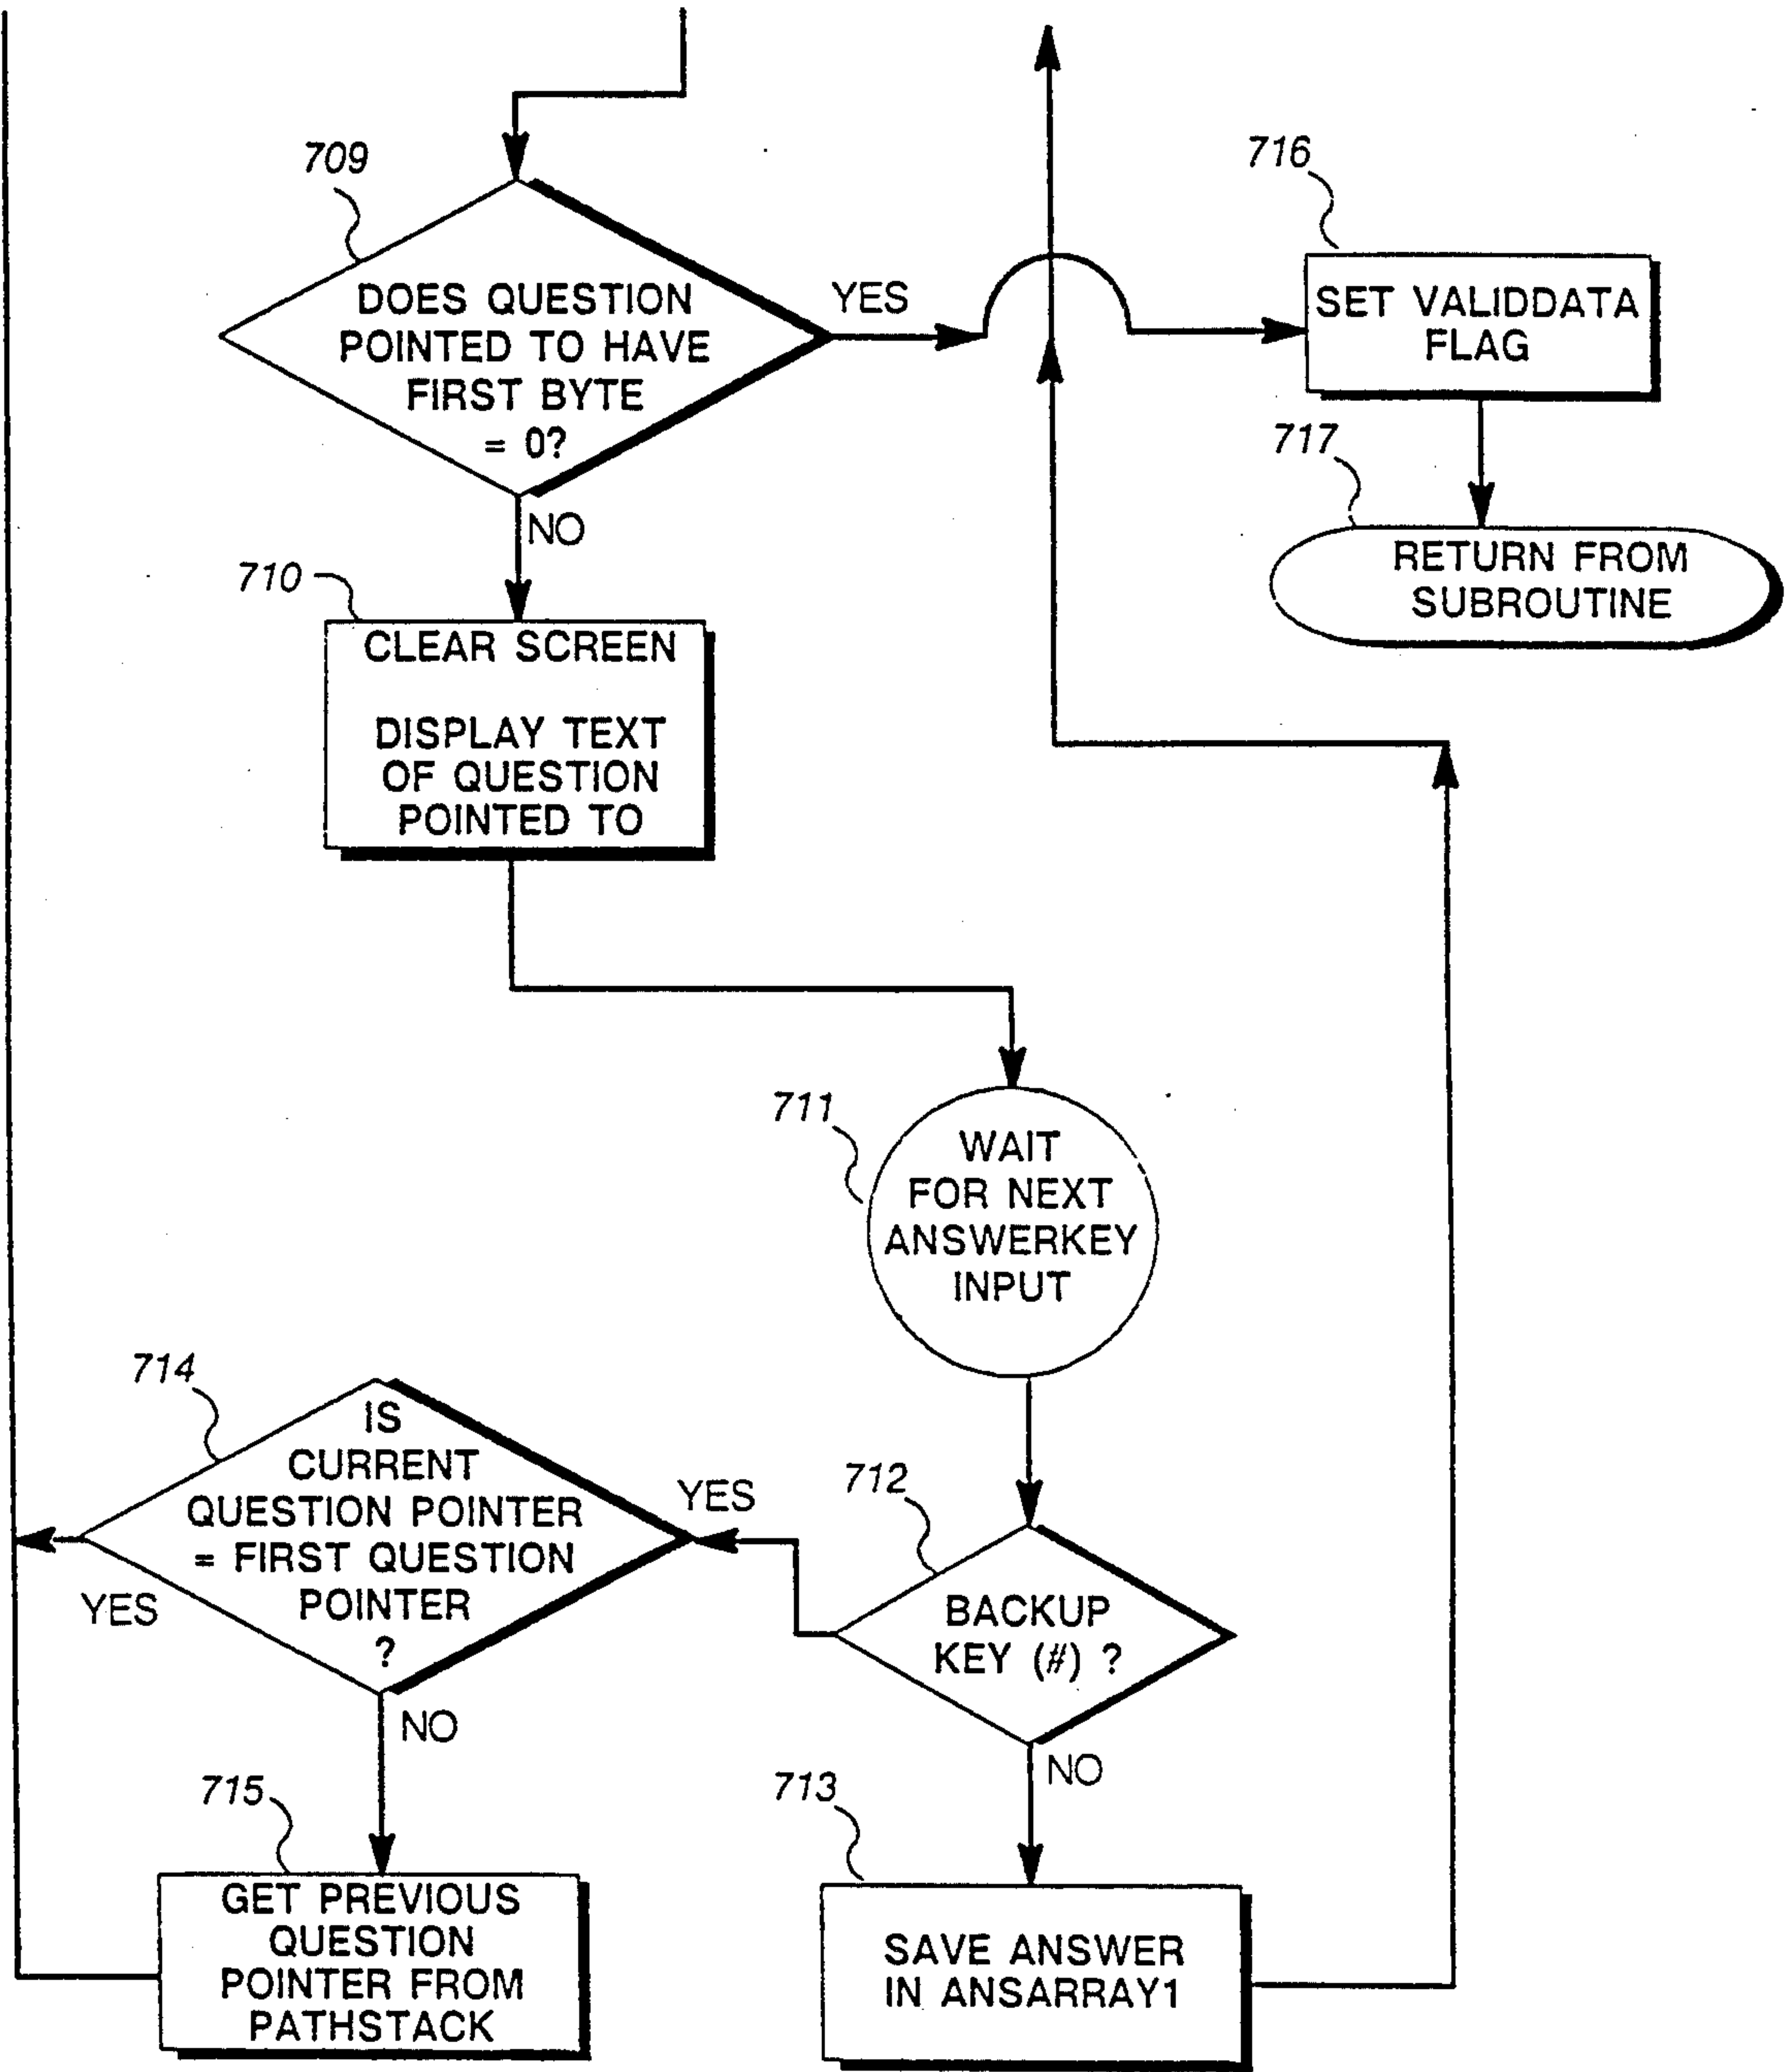 709
DOES QUESTION
POINTED TO HAVE
FIRST BYTE
= 0?
YES
NO
716
SET VALIDDATA
FLAG
717
RETURN FROM
SUBROUTINE
710
CLEAR SCREEN
DISPLAY TEXT
OF QUESTION
POINTED TO
711
WAIT
FOR NEXT
ANSWERKEY
INPUT
712
BACKUP
KEY (#) ?
YES
NO
714
IS
CURRENT
QUESTION POINTER
= FIRST QUESTION
POINTER
?
YES
NO
715
GET PREVIOUS
QUESTION
POINTER FROM
PATHSTACK
713
SAVE ANSWER
IN ANSARRAY1